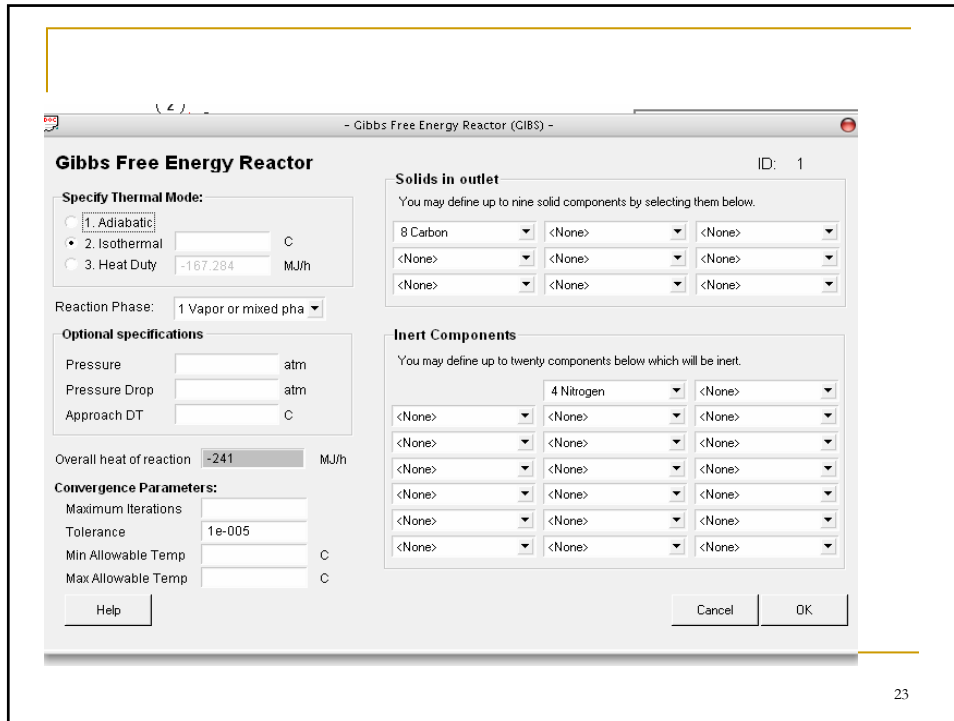 (2)
- Gibbs Free Energy Reactor (GIBS) -
Gibbs Free Energy Reactor
ID: 1
Specify Thermal Mode:
1. Adiabatic
2. Isothermal C
3. Heat Duty -167.284 MJ/h
Reaction Phase: 1 Vapor or mixed pha
Optional specifications
Pressure atm
Pressure Drop atm
Approach DT C
Overall heat of reaction -241 MJ/h
Convergence Parameters:
Maximum Iterations
Tolerance 1e-005
Min Allowable Temp C
Max Allowable Temp C
Solids in outlet
You may define up to nine solid components by selecting them below.
8 Carbon <None> <None>
<None> <None> <None>
<None> <None> <None>
Inert Components
You may define up to twenty components below which will be inert.
4 Nitrogen <None>
<None> <None> <None>
<None> <None> <None>
<None> <None> <None>
<None> <None> <None>
<None> <None> <None>
<None> <None> <None>
Help Cancel OK
23